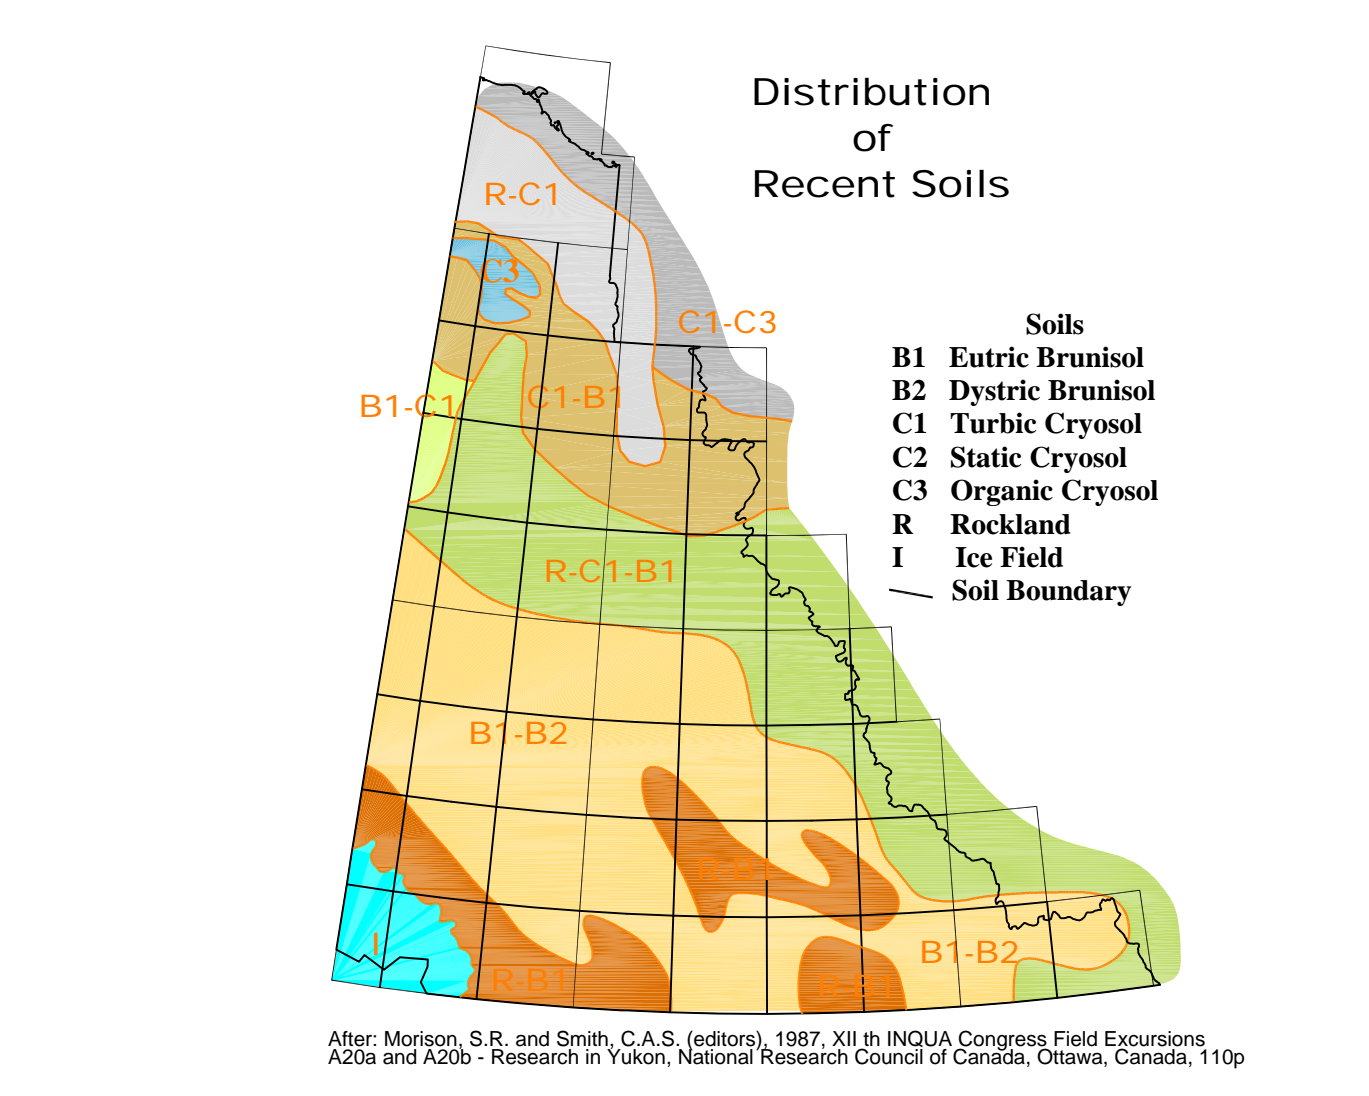 Distribution
of
Recent Soils
R-C1
C3
C1-C3
B1-C1
C1-B1
R-C1-B1
B1-B2
R-B1
B1-B2
I
R-B1
R-B1
Soils
B1 Eutric Brunisol
B2 Dystric Brunisol
C1 Turbic Cryosol
C2 Static Cryosol
C3 Organic Cryosol
R Rockland
I Ice Field
Soil Boundary
After: Morison, S.R. and Smith, C.A.S. (editors), 1987, XII th INQUA Congress Field Excursions
A20a and A20b - Research in Yukon, National Research Council of Canada, Ottawa, Canada, 110p